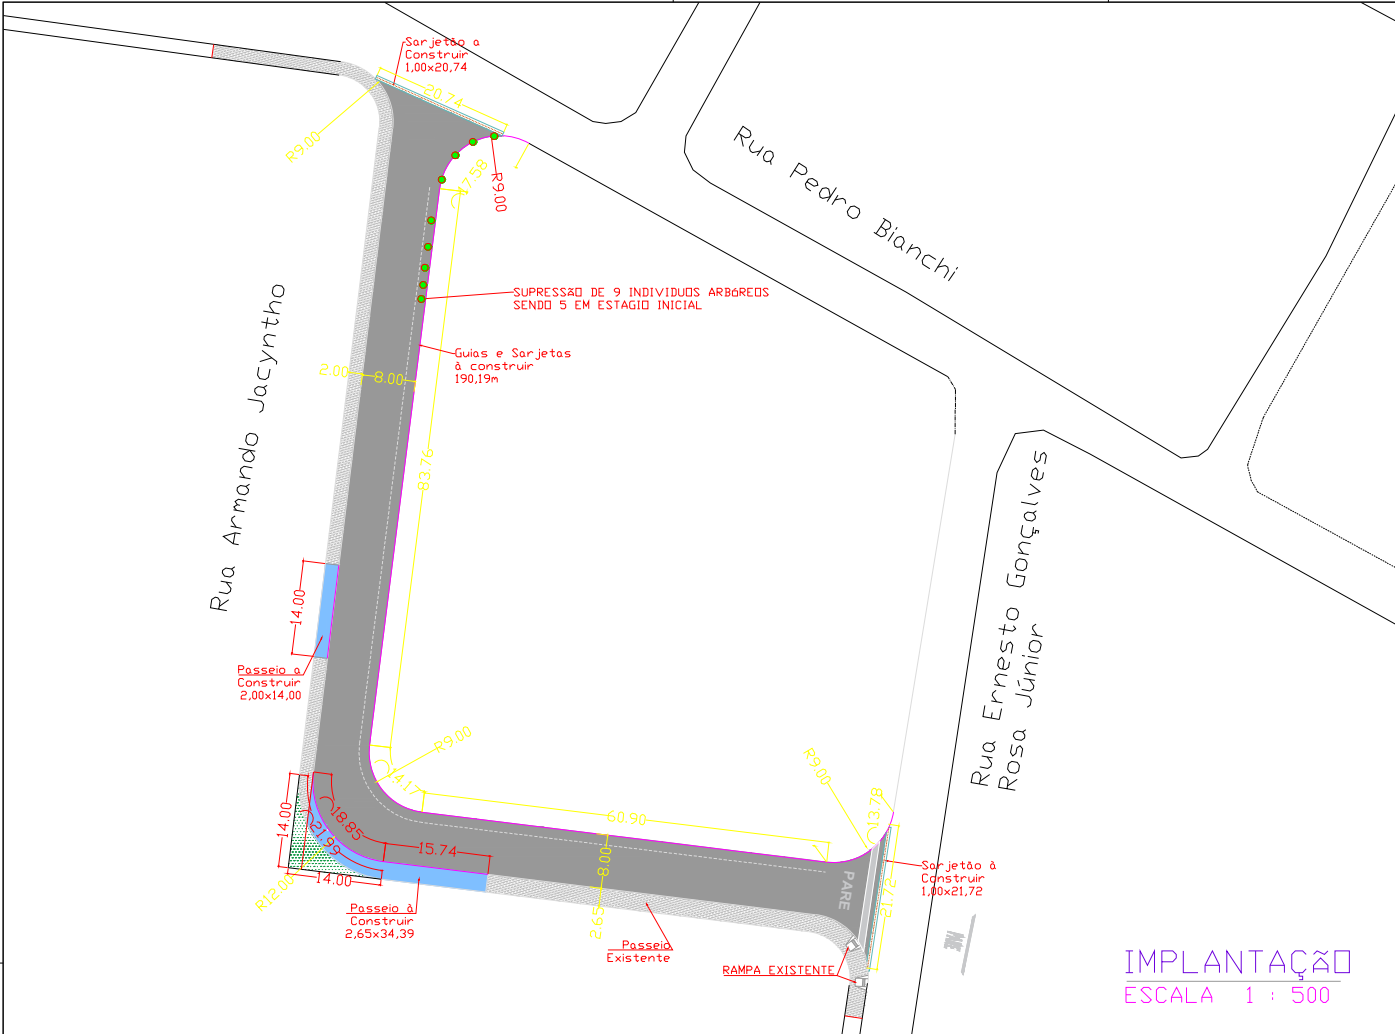 Sarjetão a
Construir
1,00x20,74
20.74
R9.00
17.58
R9.00
Rua Pedro Bianchi
SUPRESSÃO DE 9 INDIVIDUOS ARBóREOS
SENDO 5 EM ESTAGIO INICIAL
Guias e Sarjetas
à construir
190,19m
2.00
8.00
Rua Armando Jacyntho
83.76
Rua Ernesto Gonçalves
Rosa Júnior
14.00
Passeio a
Construir
2,00x14,00
R9.00
14.17
R9.00
13.78
60.90
14.00
18.85
21.99
15.74
14.00
R12.00
8.00
2.65
PARE
21.72
Sarjetão à
Construir
1,00x21,72
Passeio à
Construir
2,65x34,39
Passeio
Existente
RAMPA EXISTENTE
IMPLANTAÇÃO
ESCALA 1 : 500